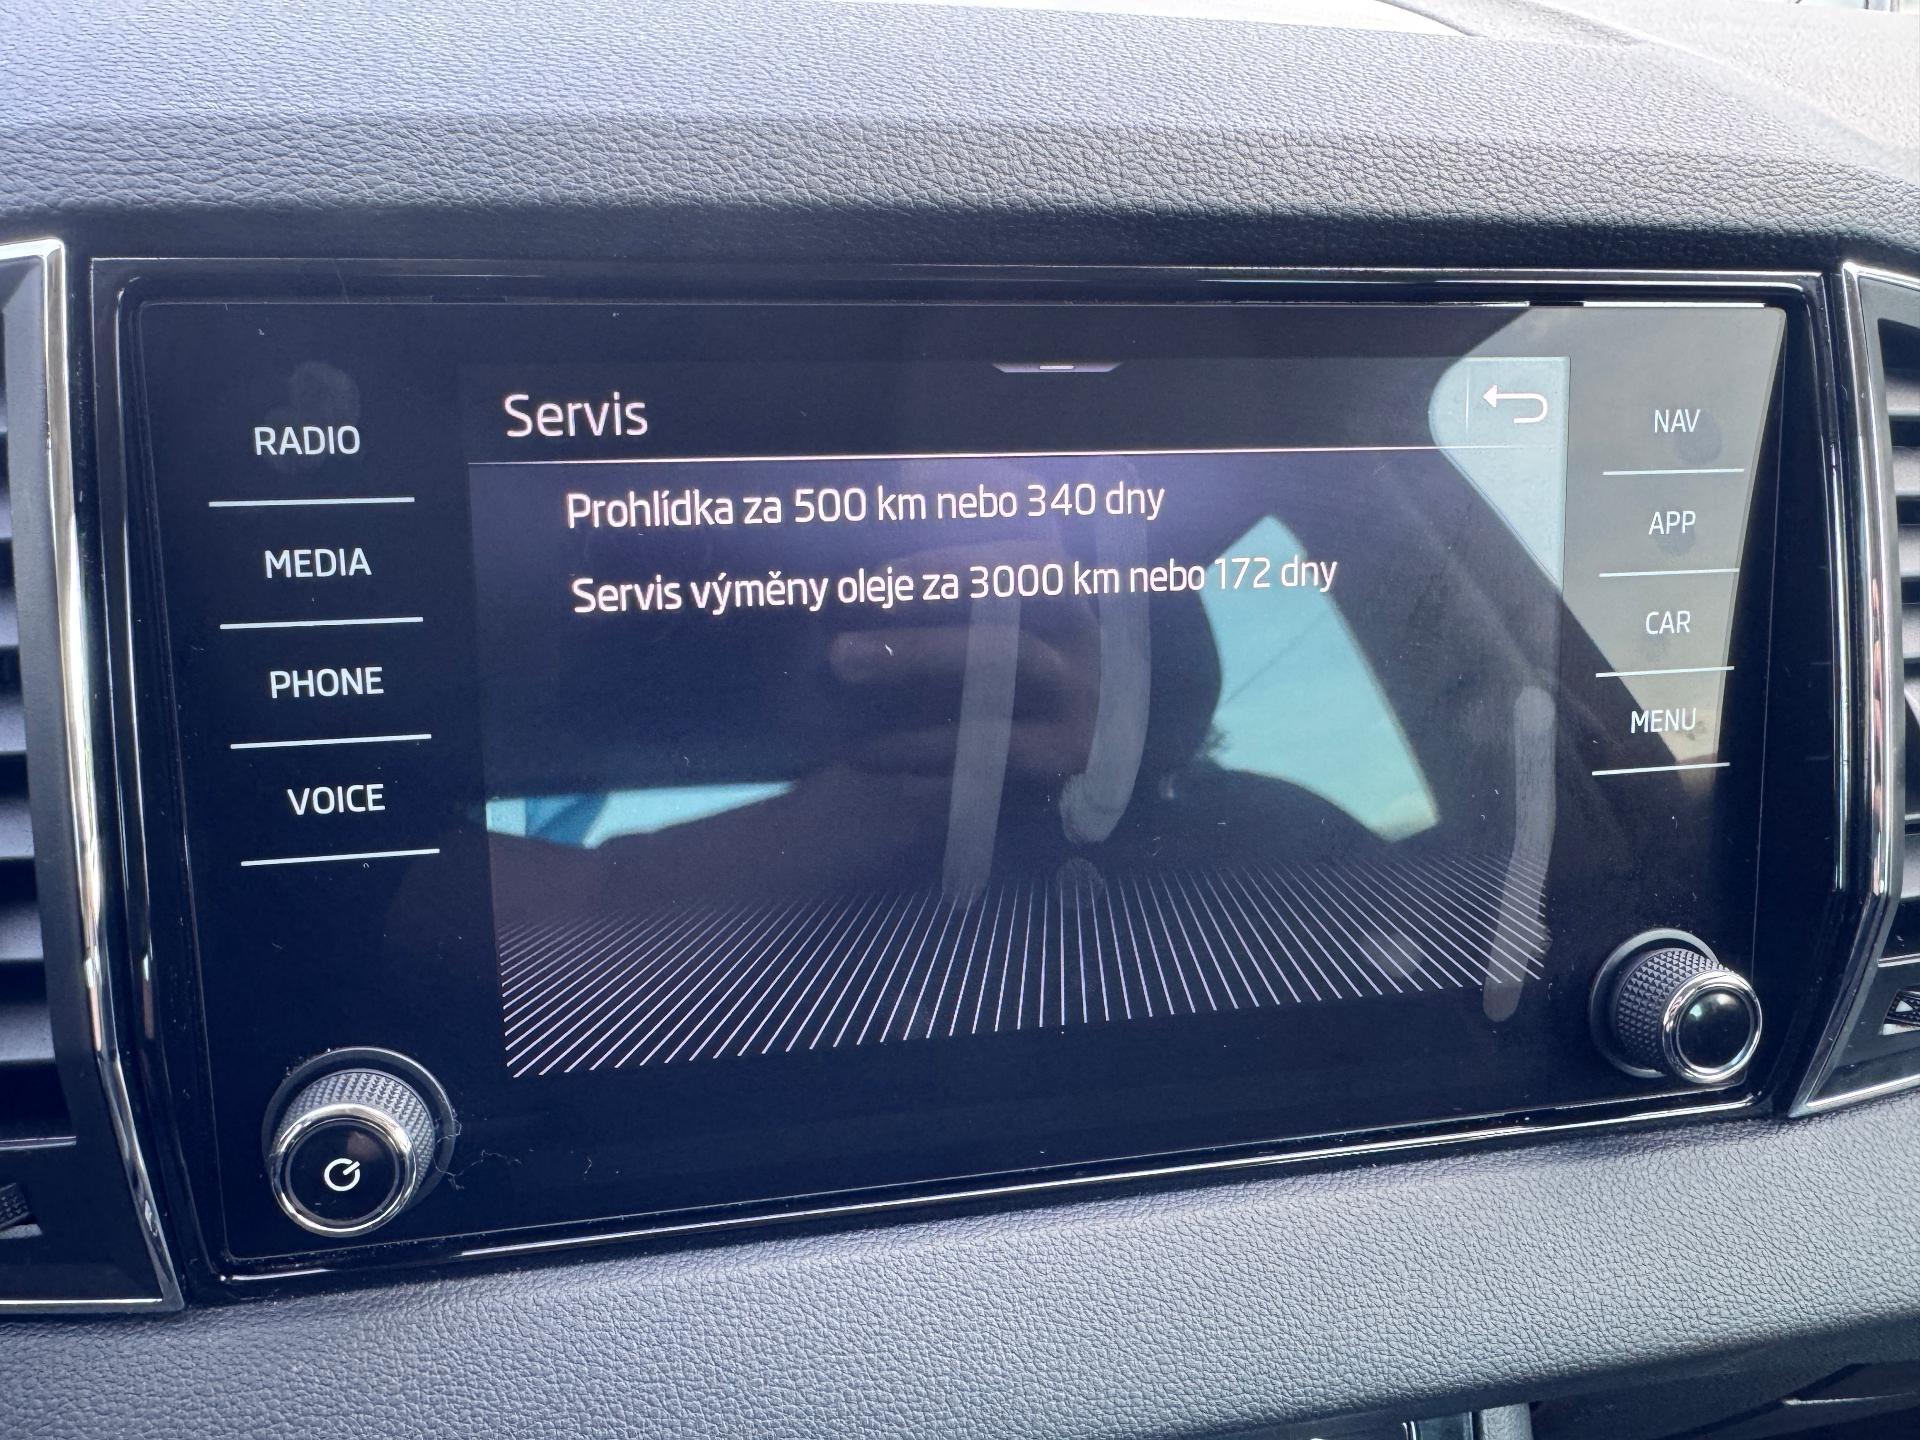 Servis
Prohlídka za 500 km nebo 340 dny
Servis výměny oleje za 3000 km nebo 172 dny
RADIO
MEDIA
PHONE
VOICE
NAV
APP
CAR
MENU